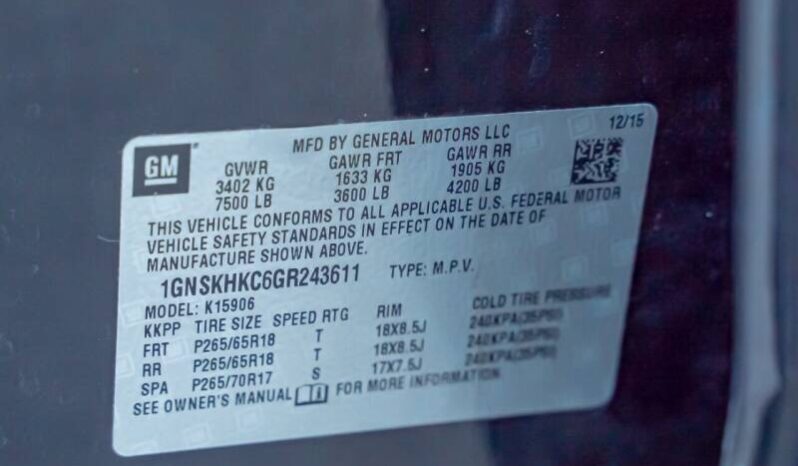 MFD BY GENERAL MOTORS LLC 12/15
GM GVWR GAWR FRT GAWR RR
3402 KG 1633 KG 1905 KG
7500 LB 3600 LB 4200 LB
THIS VEHICLE CONFORMS TO ALL APPLICABLE U.S. FEDERAL MOTOR
VEHICLE SAFETY STANDARDS IN EFFECT ON THE DATE OF
MANUFACTURE SHOWN ABOVE.
1GNSKHKC6GR243611 TYPE: M.P.V.
MODEL: K15906
KKPP TIRE SIZE SPEED RTG RIM COLD TIRE PRESSURE
FRT P265/65R18 T 18X8.5J 240KPA(35PSI)
RR P265/65R18 T 18X8.5J 240KPA(35PSI)
SPA P265/70R17 S 17X7.5J 240KPA(35PSI)
SEE OWNER'S MANUAL FOR MORE INFORMATION